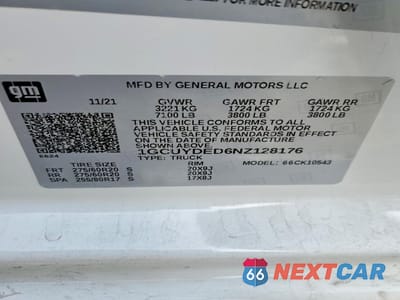 MORE INFORMATION
gm
MFD BY GENERAL MOTORS LLC
11/21 GVWR GAWR FRT GAWR RR
3221 KG 1724 KG 1724 KG
7100 LB 3800 LB 3800 LB
THIS VEHICLE CONFORMS TO ALL
APPLICABLE U.S. FEDERAL MOTOR
VEHICLE SAFETY STANDARDS IN EFFECT
ON THE DATE OF MANUFACTURE
SHOWN ABOVE.
1GCUYDED6NZ128176
TYPE: TRUCK MODEL: 66CK10543
6624
TIRE SIZE RIM
FRT 275/60R20 S 20X9J
RR 275/60R20 S 20X9J
SPA 255/80R17 S 17X8J
66 NEXTCAR